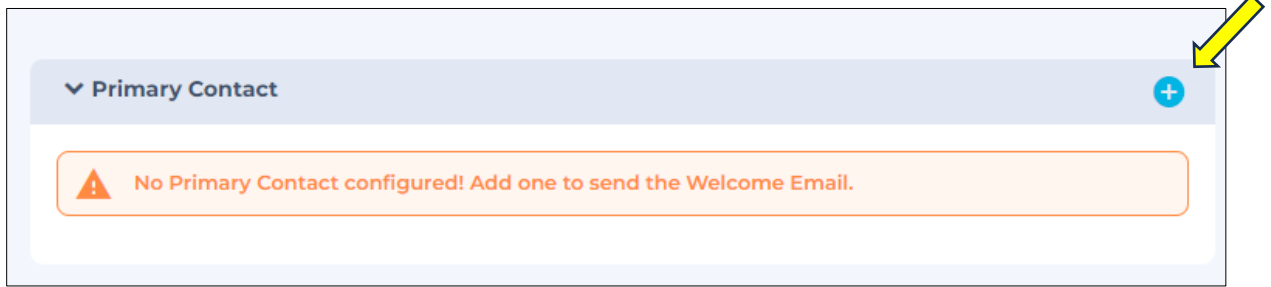 Primary Contact
No Primary Contact configured! Add one to send the Welcome Email.